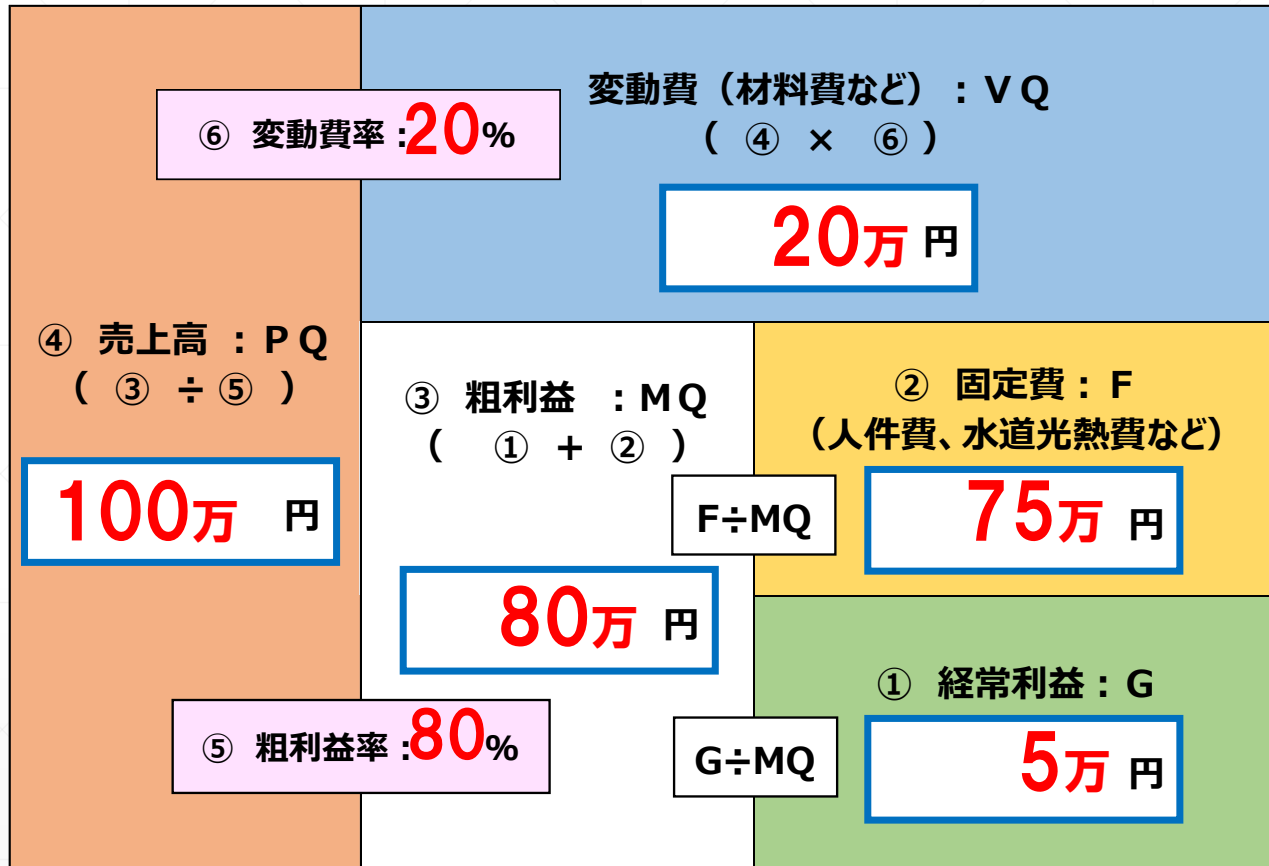 変動費（材料費など）：ＶＱ
（ ④ × ⑥ ）
⑥ 変動費率：20%
20万 円
④ 売上高 ：ＰＱ
（ ③ ÷ ⑤ ）
100万 円
③ 粗利益 ：ＭＱ
（ ① + ② ）
80万 円
② 固定費：Ｆ
（人件費、水道光熱費など）
F÷MQ
75万 円
⑤ 粗利益率：80%
① 経常利益：Ｇ
G÷MQ
5万 円